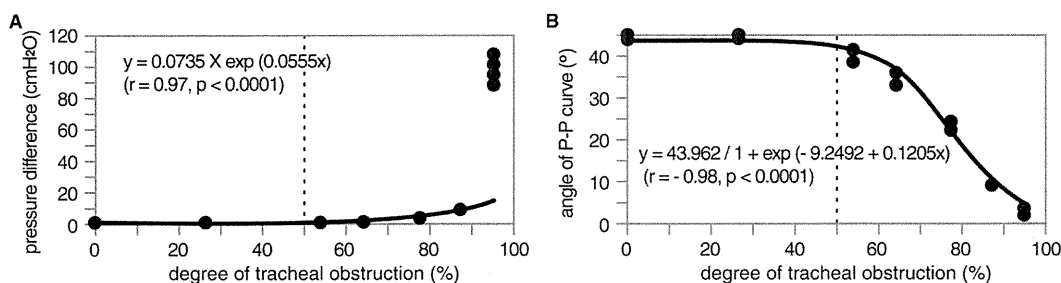 A
pressure difference (cmH2O)
120
100
80
60
40
20
0
y = 0.0735 X exp (0.0555x)
(r = 0.97, p < 0.0001)
0 20 40 60 80 100
degree of tracheal obstruction (%)
B
angle of P-P curve (º)
40
30
20
10
0
y = 43.962 / 1 + exp (- 9.2492 + 0.1205x)
(r = - 0.98, p < 0.0001)
0 20 40 60 80 100
degree of tracheal obstruction (%)